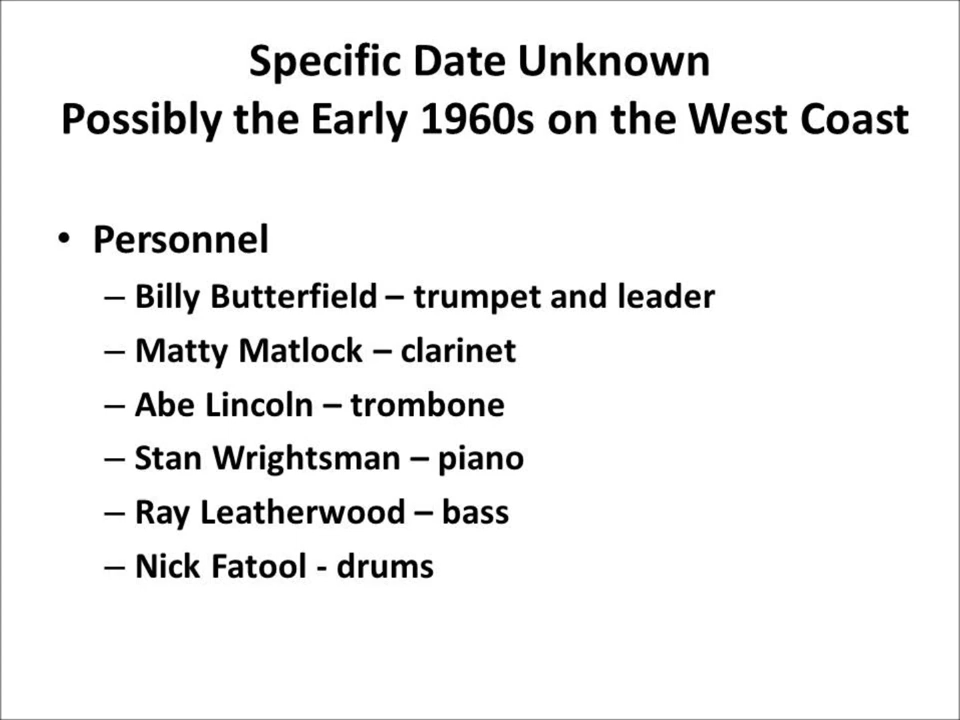 Specific Date Unknown
Possibly the Early 1960s on the West Coast
• Personnel
– Billy Butterfield – trumpet and leader
– Matty Matlock – clarinet
– Abe Lincoln – trombone
– Stan Wrightsman – piano
– Ray Leatherwood – bass
– Nick Fatool - drums